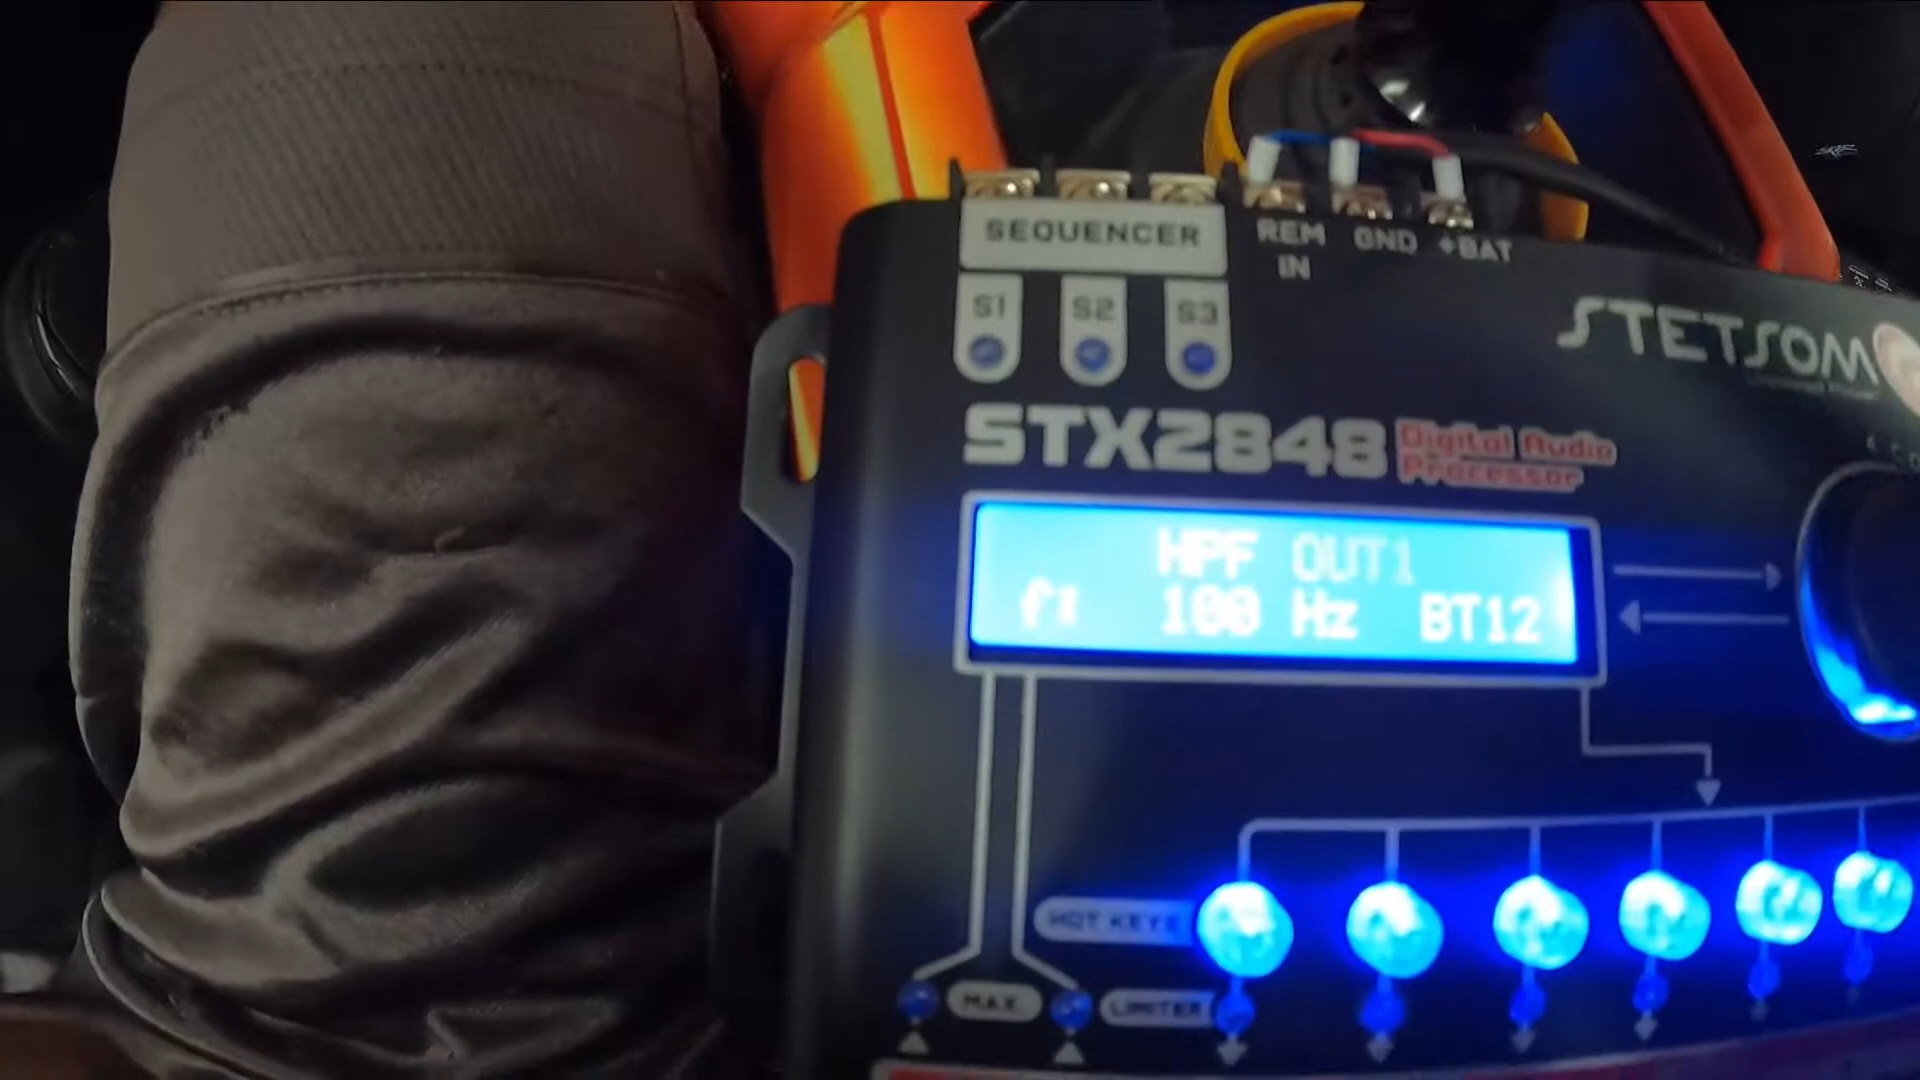 SKAR
SEQUENCER
REM IN
GND
+BAT
S1
S2
S3
STETSOM
STX2848
Digital Audio
Processor
HPF OUT1
100 Hz BT12
HOT KEYS
MAX.
LIMITER